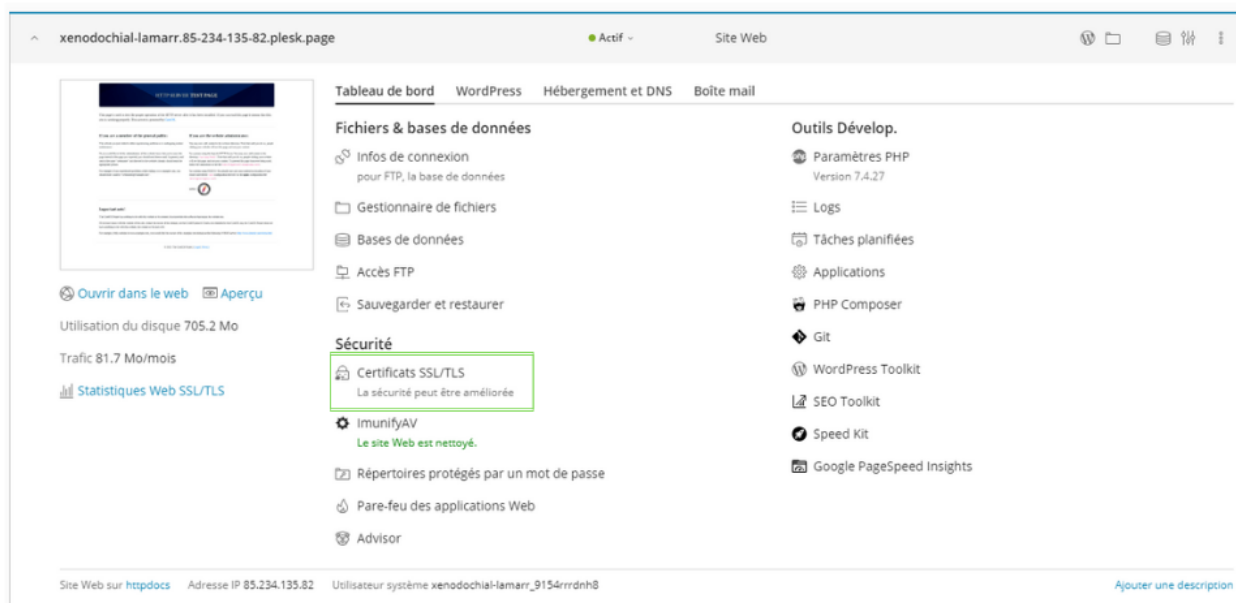 xenodochial-lamarr.85-234-135-82.plesk.page
Actif
Site Web
Tableau de bord WordPress Hébergement et DNS Boîte mail
Fichiers & bases de données
Infos de connexion
pour FTP, la base de données
Gestionnaire de fichiers
Bases de données
Accès FTP
Sauvegarder et restaurer
Sécurité
Certificats SSL/TLS
La sécurité peut être améliorée
ImunifyAV
Le site Web est nettoyé.
Répertoires protégés par un mot de passe
Pare-feu des applications Web
Advisor
Outils Dévelop.
Paramètres PHP
Version 7.4.27
Logs
Tâches planifiées
Applications
PHP Composer
Git
WordPress Toolkit
SEO Toolkit
Speed Kit
Google PageSpeed Insights
Ouvrir dans le web Aperçu
Utilisation du disque 705.2 Mo
Trafic 81.7 Mo/mois
Statistiques Web SSL/TLS
Site Web sur httpdocs Adresse IP 85.234.135.82 Utilisateur système xenodochial-lamarr_9154rrrdnh8
Ajouter une description